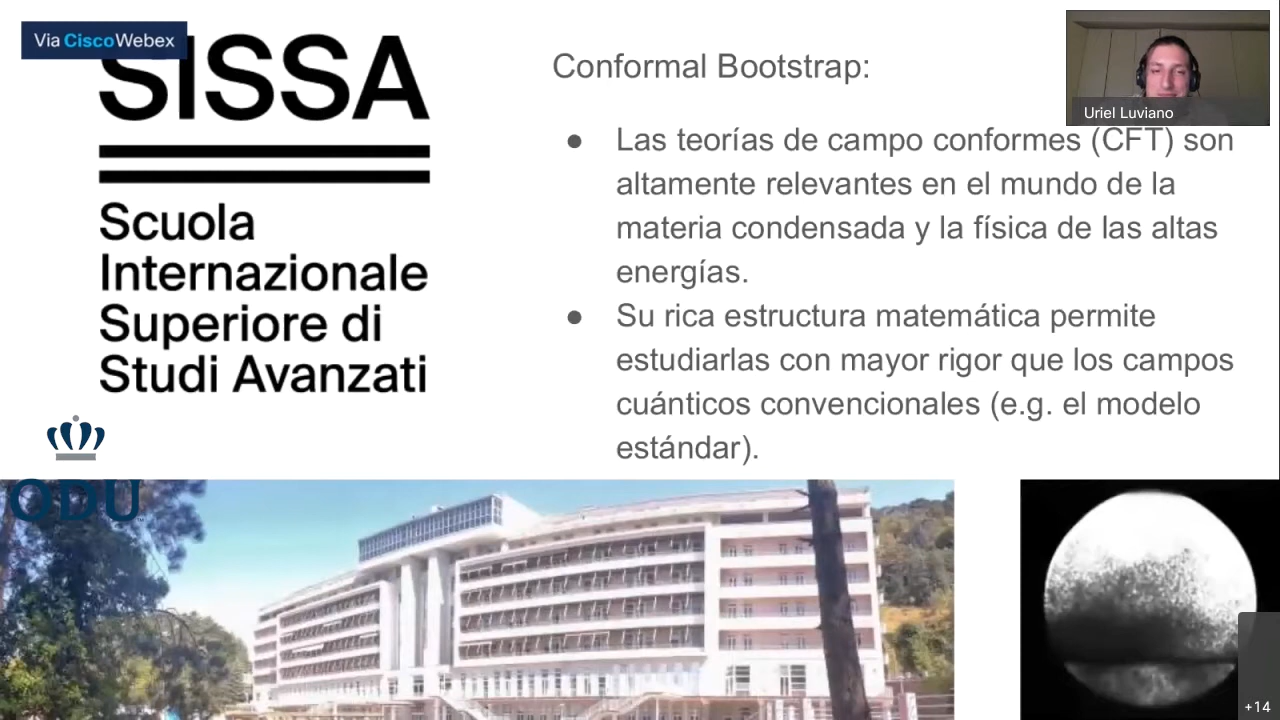 Via Cisco Webex
SISSA
Scuola
Internazionale
Superiore di
Studi Avanzati
Conformal Bootstrap:
Uriel Luviano
● Las teorías de campo conformes (CFT) son
altamente relevantes en el mundo de la
materia condensada y la física de las altas
energías.
● Su rica estructura matemática permite
estudiarlas con mayor rigor que los campos
cuánticos convencionales (e.g. el modelo
estándar).
ODU
+14